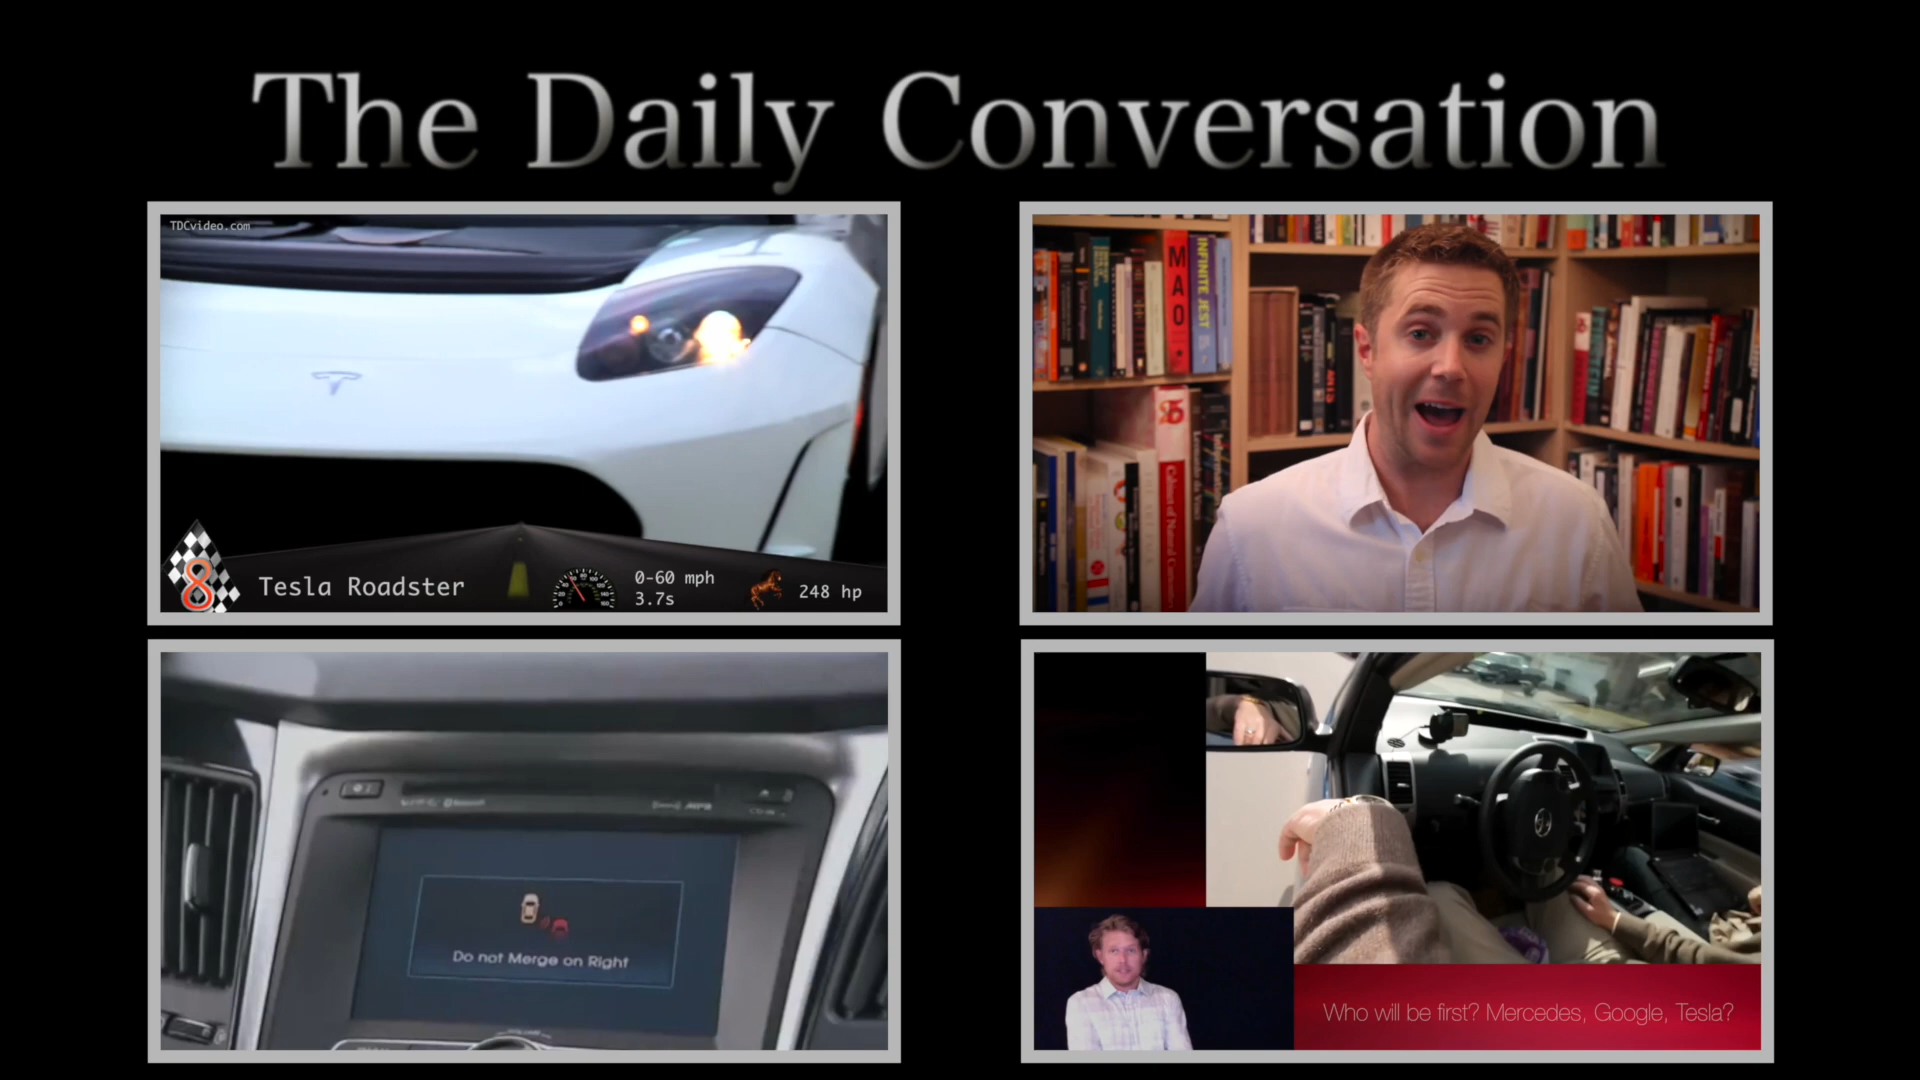 The Daily Conversation
TDCvideo.com
8
Tesla Roadster
0-60 mph
3.7s
248 hp
MAO
INFINITE JEST
Do not Merge on Right
Who will be first? Mercedes, Google, Tesla?